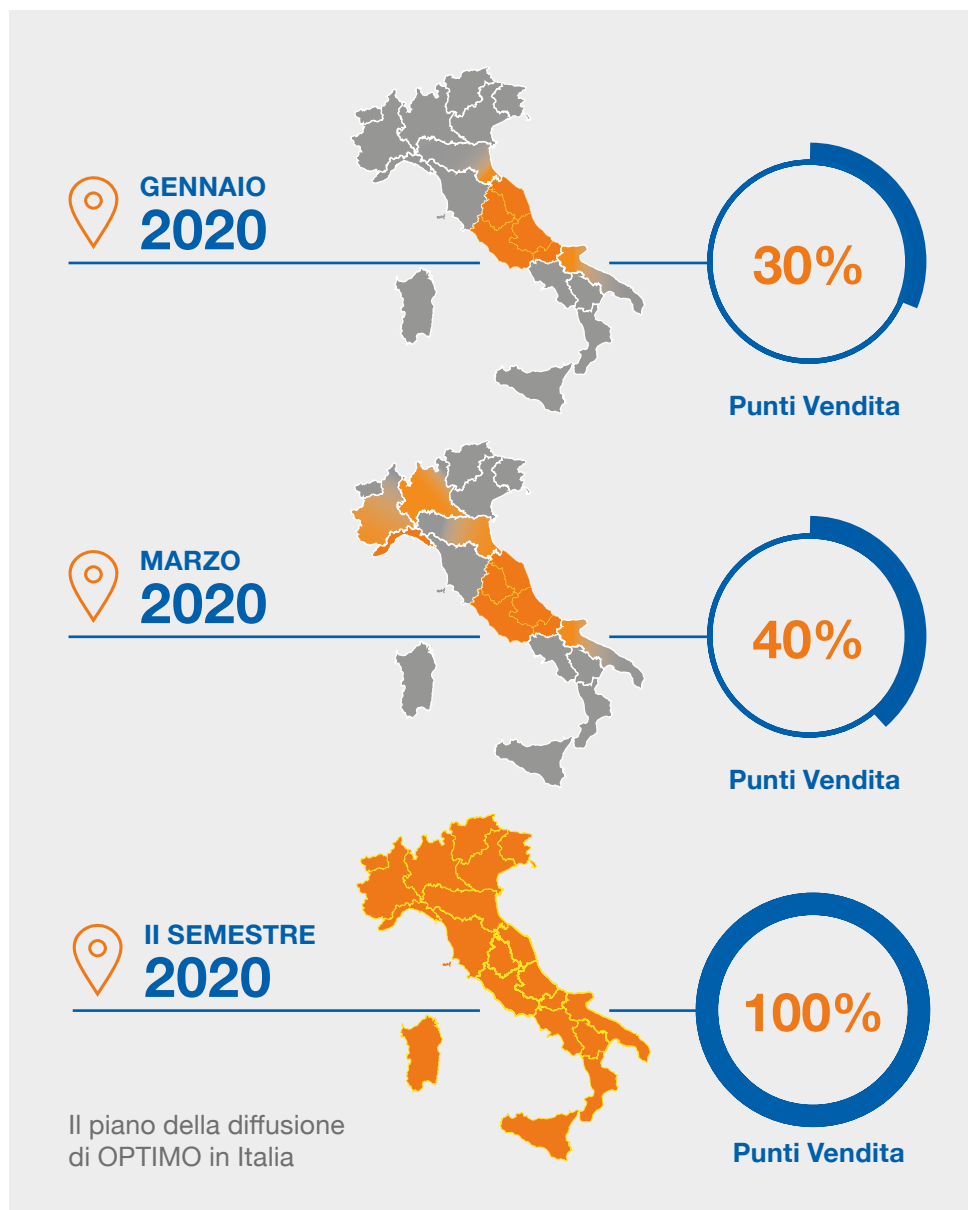 GENNAIO
2020
30%
Punti Vendita
MARZO
2020
40%
Punti Vendita
II SEMESTRE
2020
100%
Punti Vendita
Il piano della diffusione
di OPTIMO in Italia